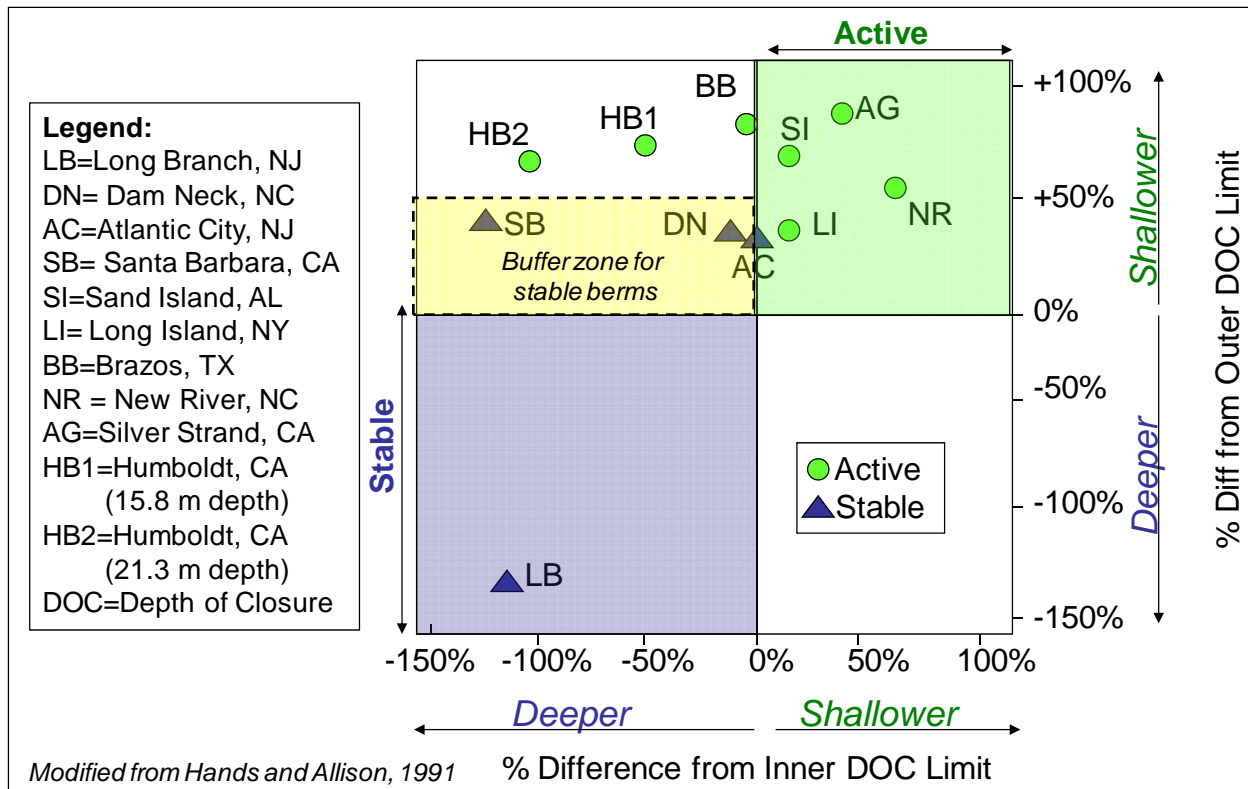 Active
Legend:
LB=Long Branch, NJ
DN= Dam Neck, NC
AC=Atlantic City, NJ
SB= Santa Barbara, CA
SI=Sand Island, AL
LI= Long Island, NY
BB=Brazos, TX
NR = New River, NC
AG=Silver Strand, CA
HB1=Humboldt, CA
(15.8 m depth)
HB2=Humboldt, CA
(21.3 m depth)
DOC=Depth of Closure
BB
HB1
HB2
AG
SI
NR
LI
SB
DN
AC
Buffer zone for
stable berms
LB
Stable
Active
Stable
+100%
+50%
0%
-50%
-100%
-150%
Shallower
Deeper
% Diff from Outer DOC Limit
-150%
-100%
-50%
0%
50%
100%
Deeper
Shallower
% Difference from Inner DOC Limit
Modified from Hands and Allison, 1991